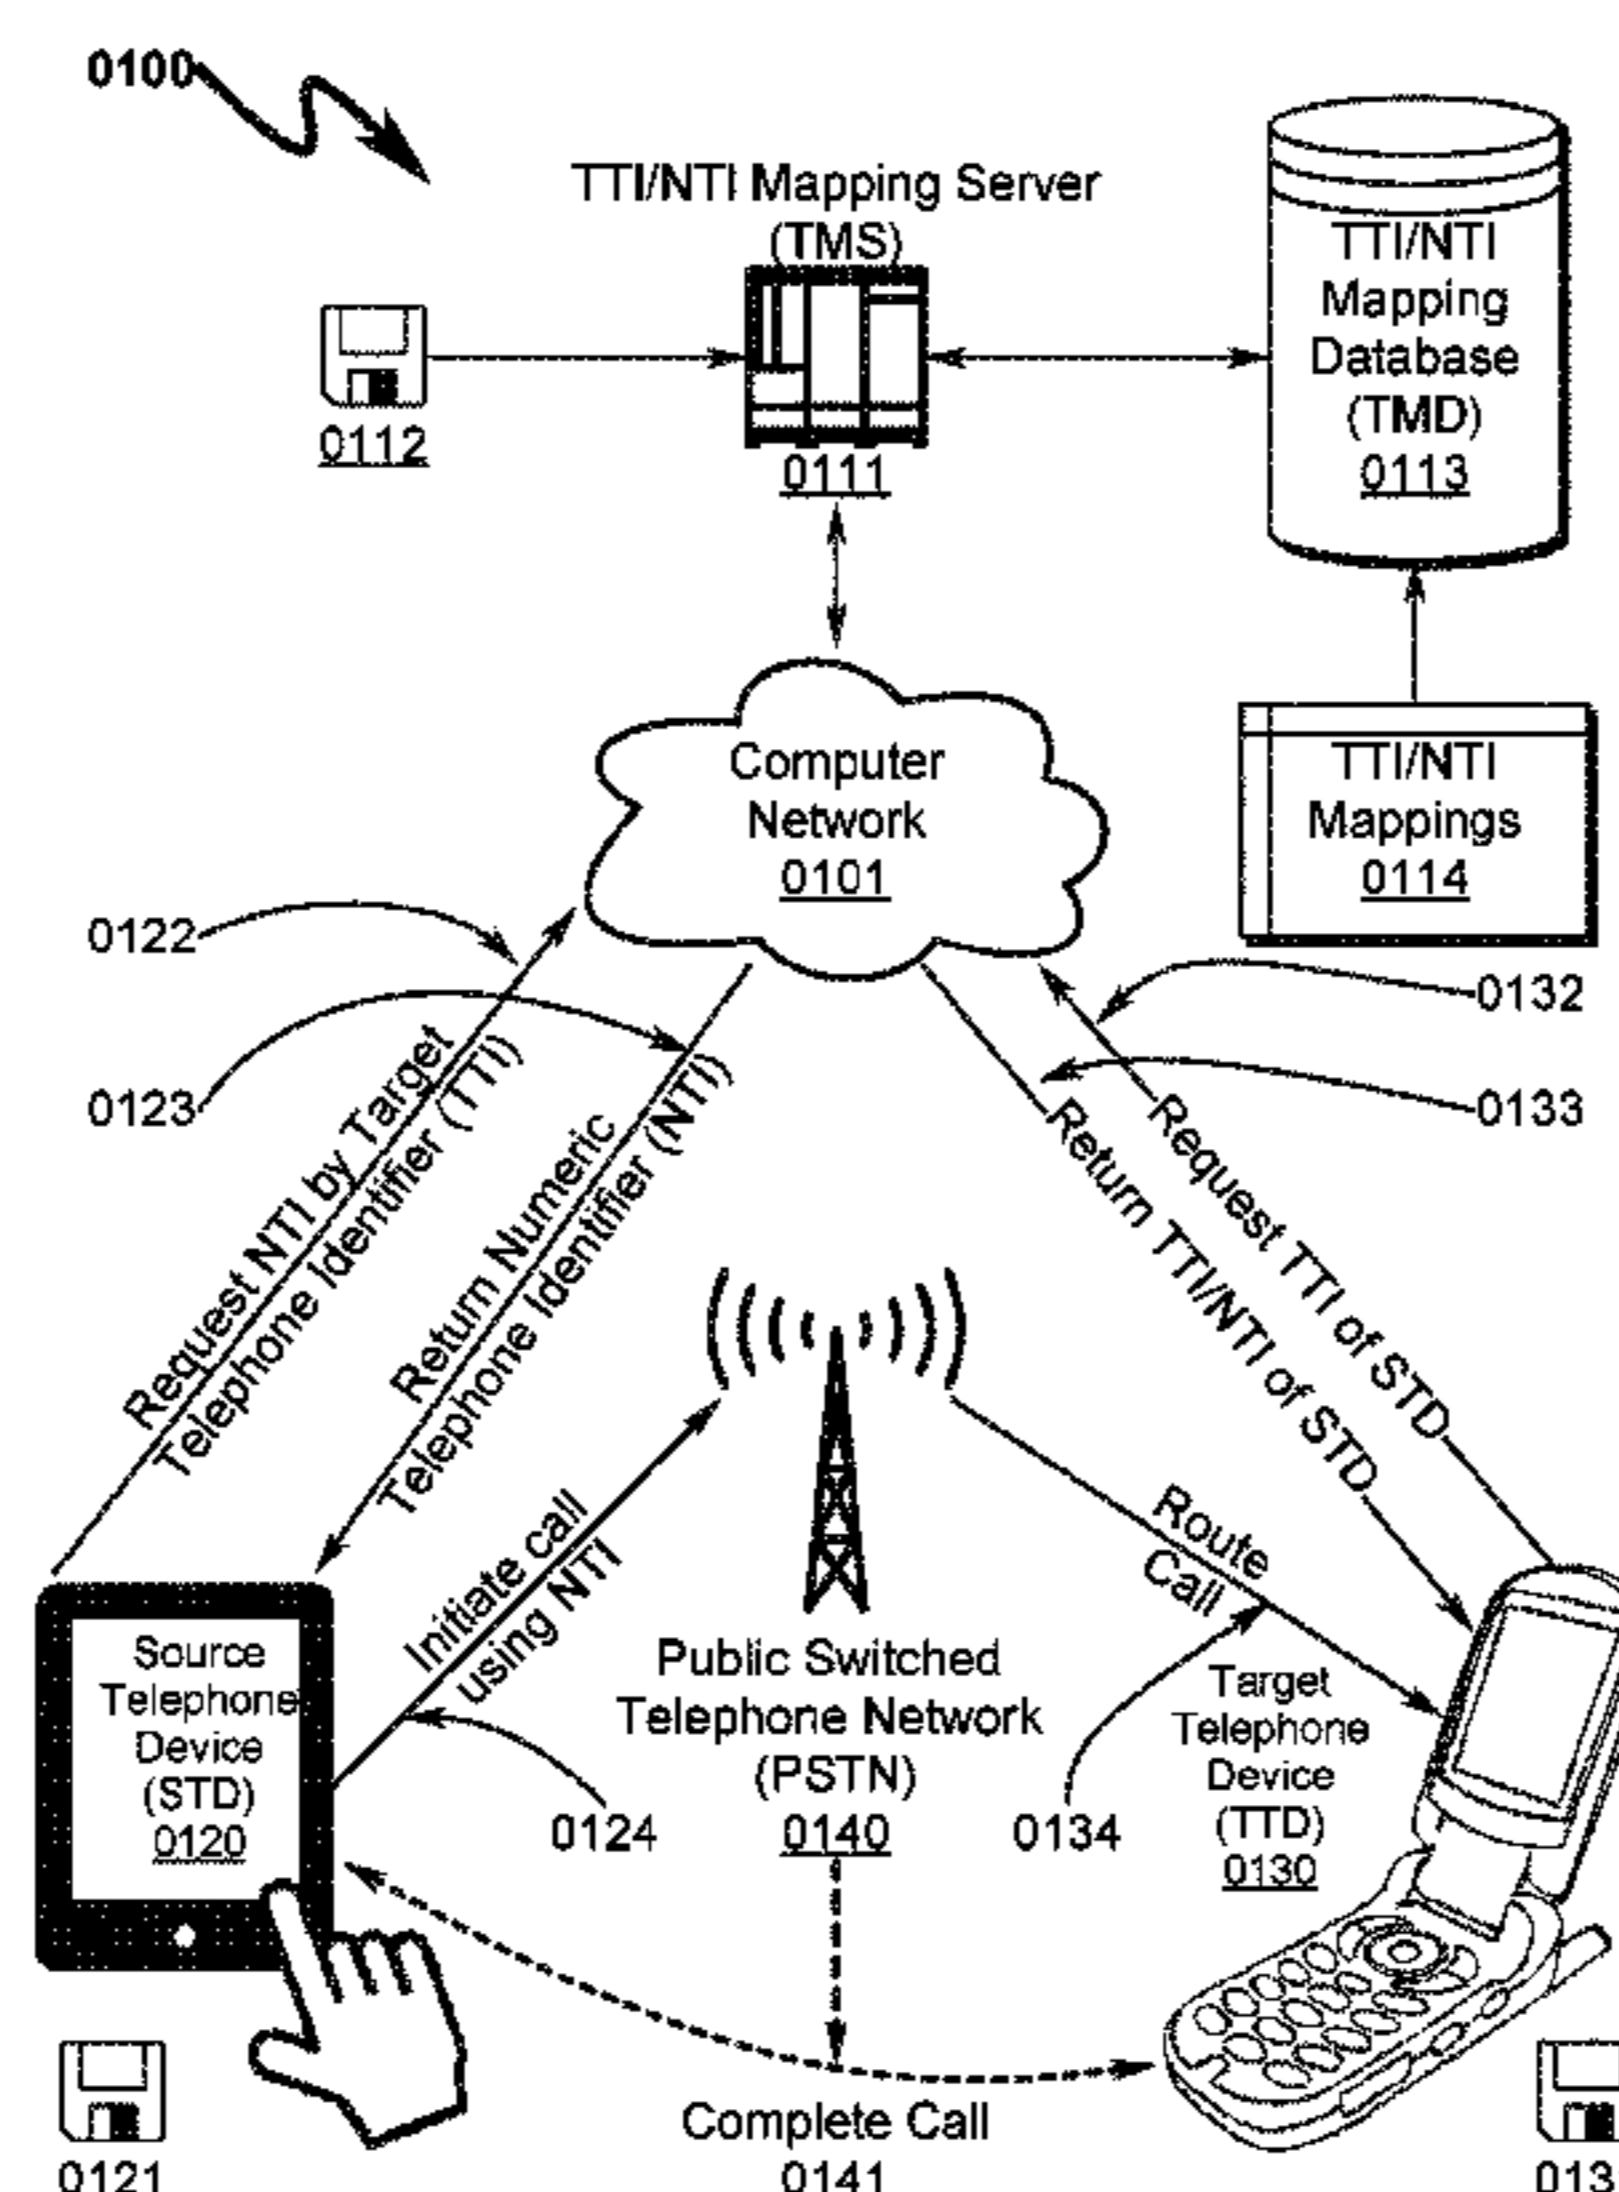 0100
TTI/NTI Mapping Server
(TMS)
0111
0112
TTI/NTI
Mapping
Database
(TMD)
0113
Computer
Network
0101
TTI/NTI
Mappings
0114
0122
0123
0132
0133
Request NTI by Target
Telephone Identifier (TTI)
Return Numeric
Telephone Identifier (NTI)
Return TTI/NTI of STD
Request TTI of STD
Initiate call
using NTI
Route
Call
Source
Telephone
Device
(STD)
0120
Public Switched
Telephone Network
(PSTN)
0140
0124
0134
Target
Telephone
Device
(TTD)
0130
Complete Call
0141
0121
013